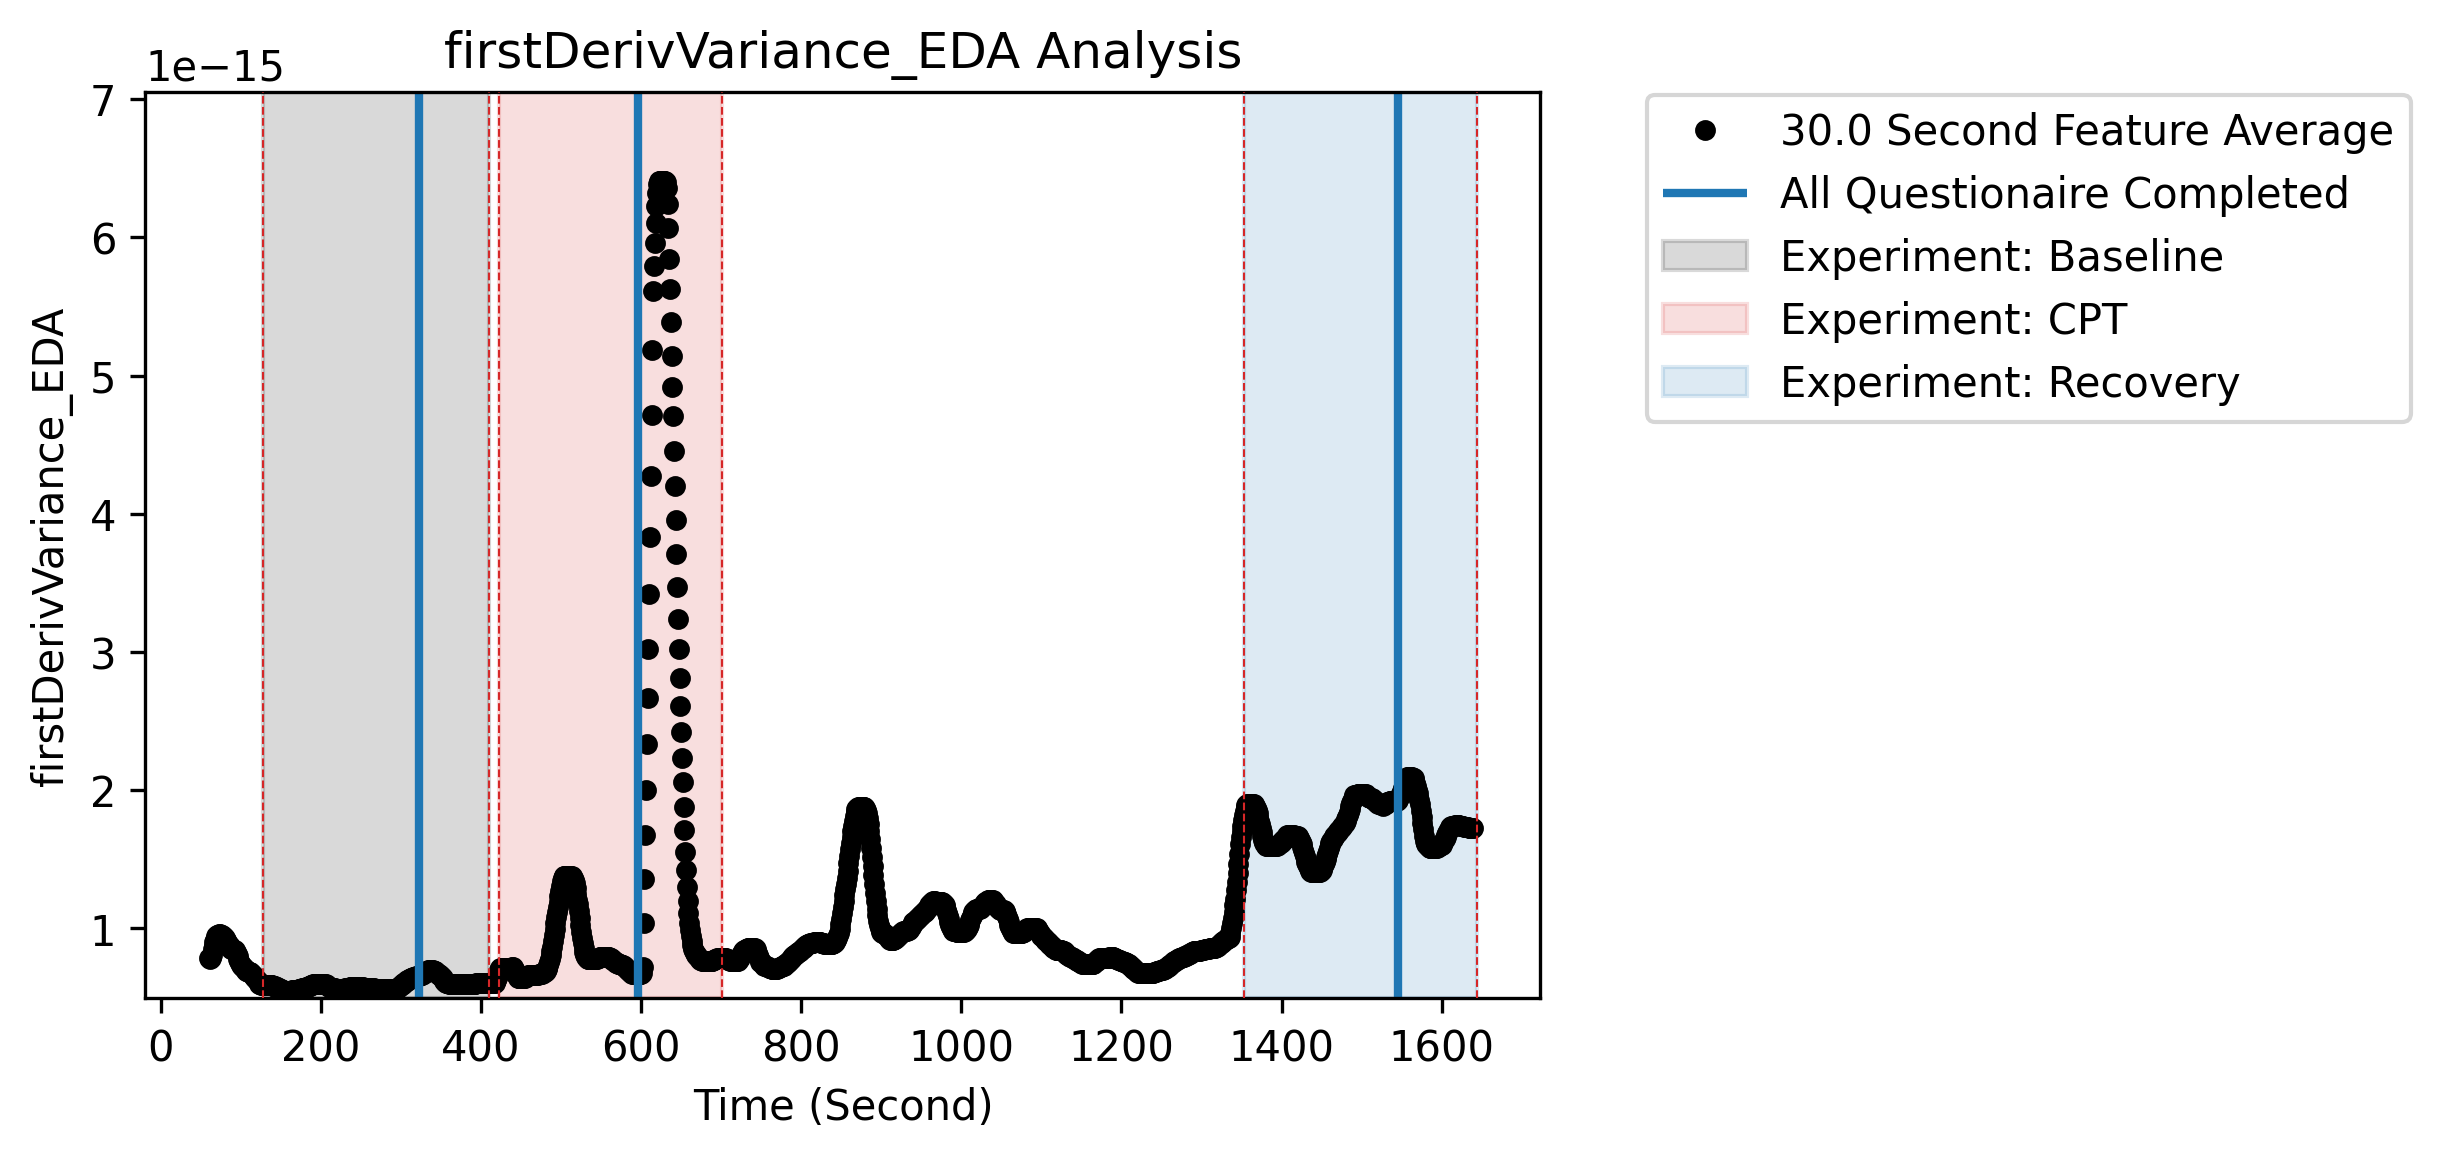 firstDerivVariance_EDA Analysis
1e−15
7
6
5
4
3
2
1
firstDerivVariance_EDA
0 200 400 600 800 1000 1200 1400 1600
Time (Second)
30.0 Second Feature Average
All Questionaire Completed
Experiment: Baseline
Experiment: CPT
Experiment: Recovery